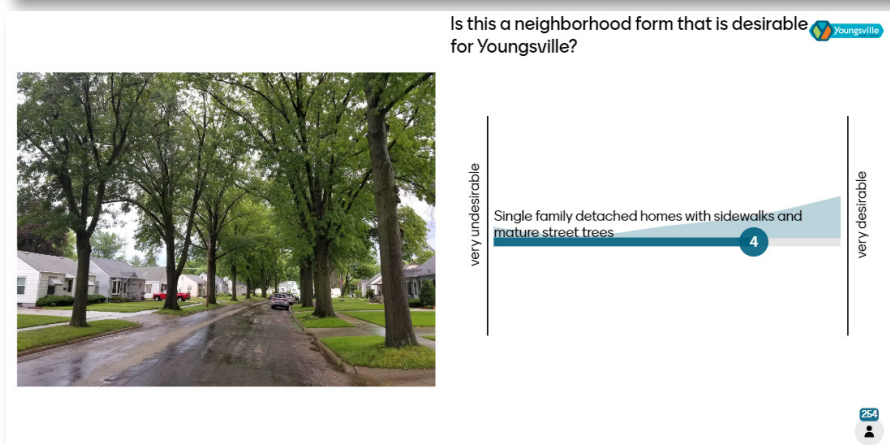 Is this a neighborhood form that is desirable
for Youngsville?
Youngsville
very undesirable
Single family detached homes with sidewalks and
mature street trees
4
very desirable
254